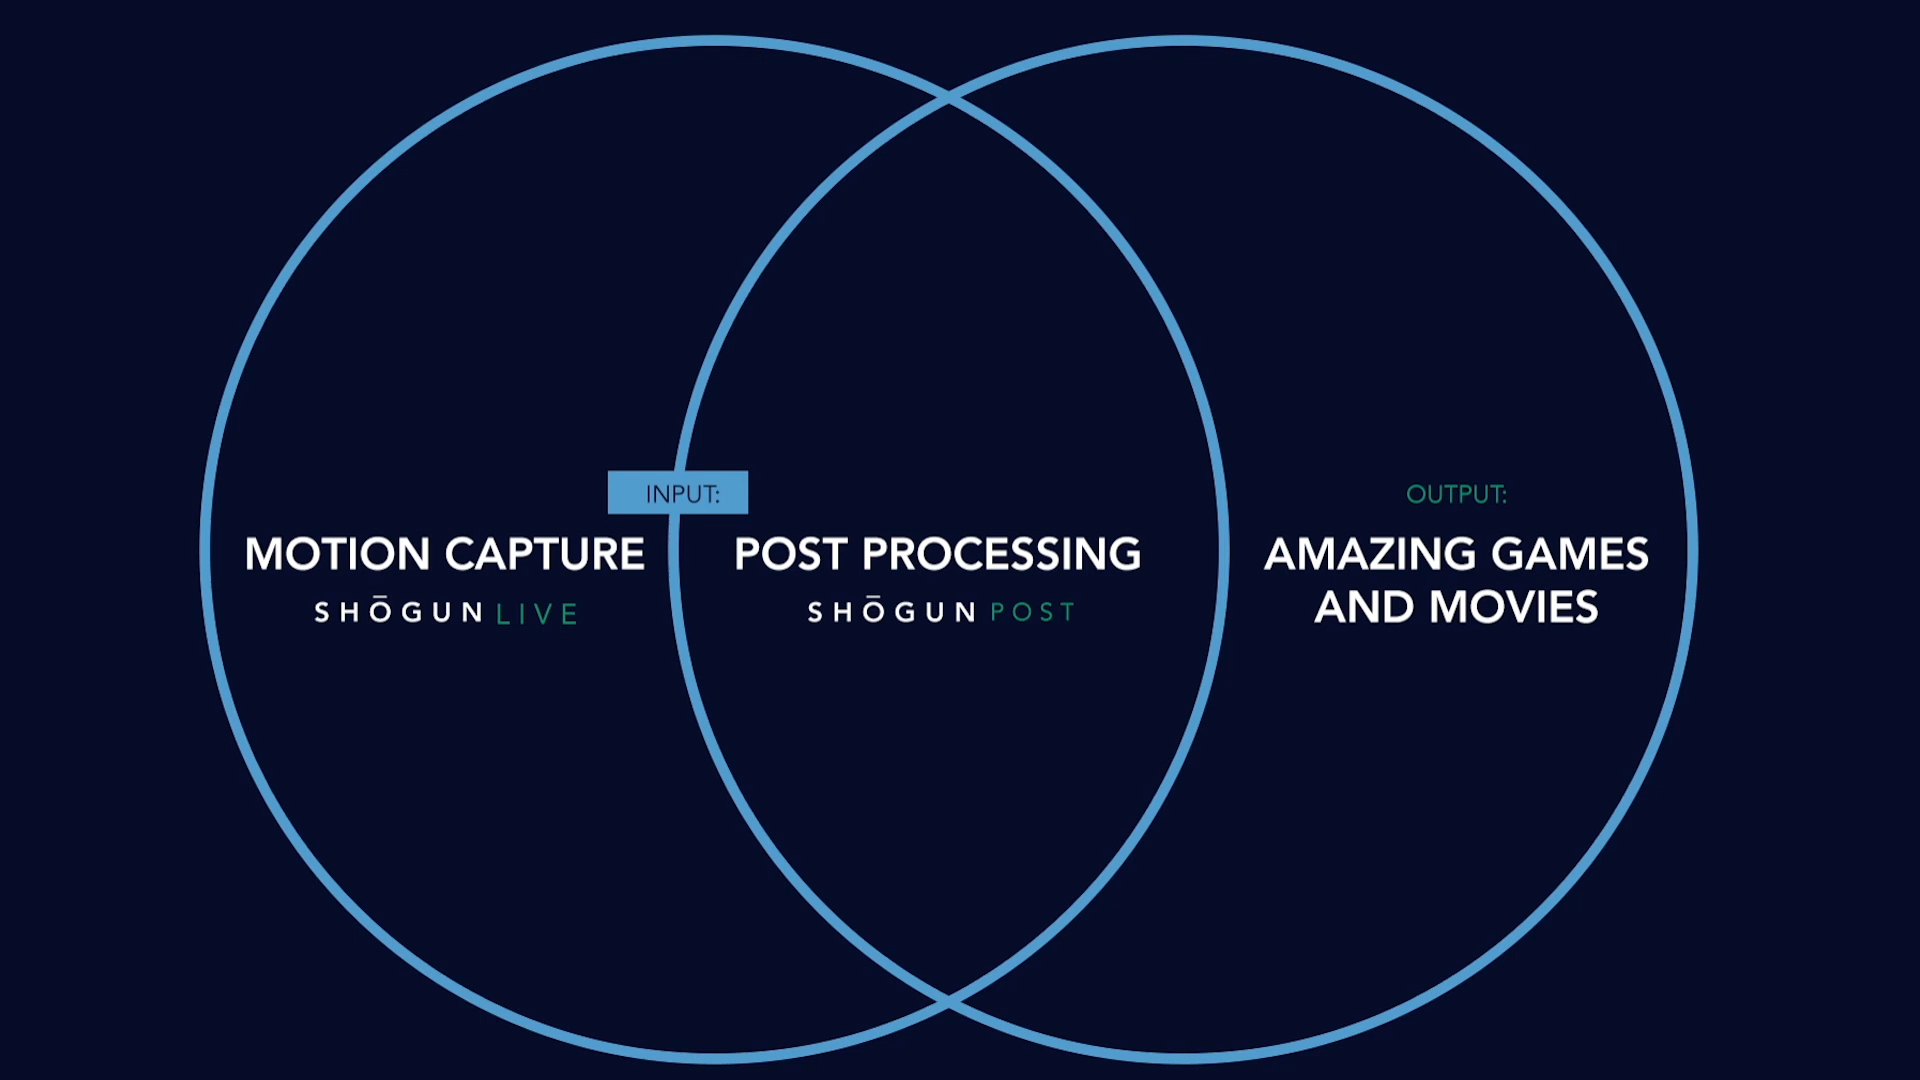 INPUT:
MOTION CAPTURE
SHŌGUN LIVE
POST PROCESSING
SHŌGUN POST
OUTPUT:
AMAZING GAMES
AND MOVIES